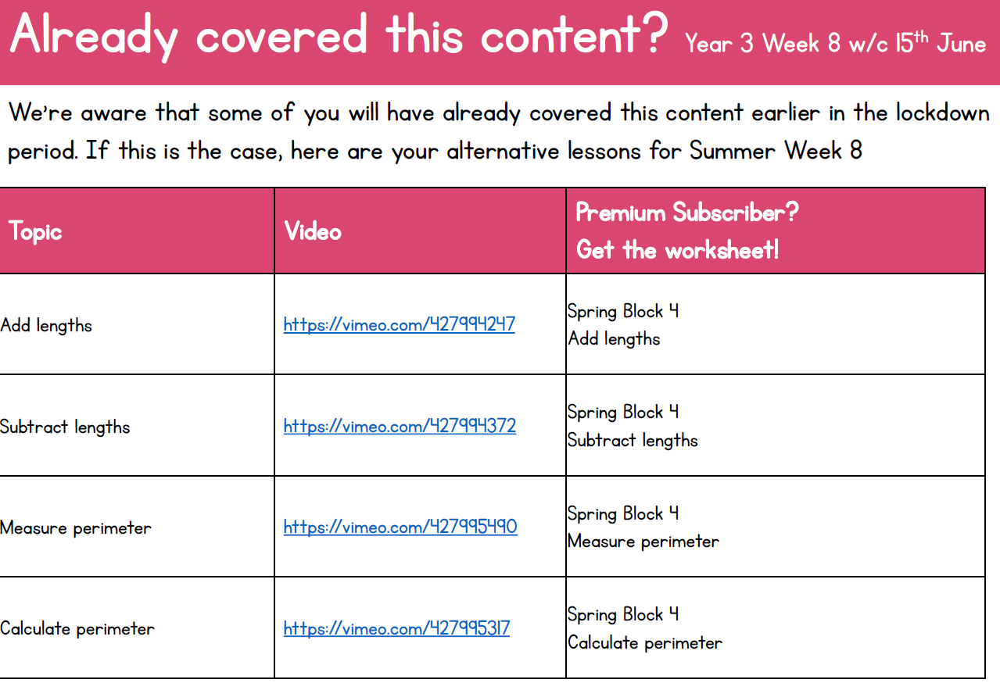 Already covered this content? Year 3 Week 8 w/c 15th June
We're aware that some of you will have already covered this content earlier in the lockdown
period. If this is the case, here are your alternative lessons for Summer Week 8
Topic
Video
Premium Subscriber?
Get the worksheet!
Add lengths
https://vimeo.com/427994247
Spring Block 4
Add lengths
Subtract lengths
https://vimeo.com/427994372
Spring Block 4
Subtract lengths
Measure perimeter
https://vimeo.com/427995490
Spring Block 4
Measure perimeter
Calculate perimeter
https://vimeo.com/427995317
Spring Block 4
Calculate perimeter